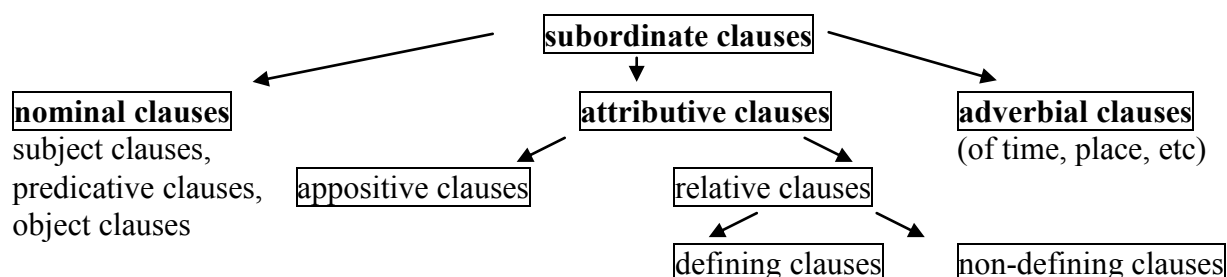 subordinate clauses
nominal clauses attributive clauses adverbial clauses
subject clauses, (of time, place, etc)
predicative clauses, appositive clauses relative clauses
object clauses
defining clauses non-defining clauses